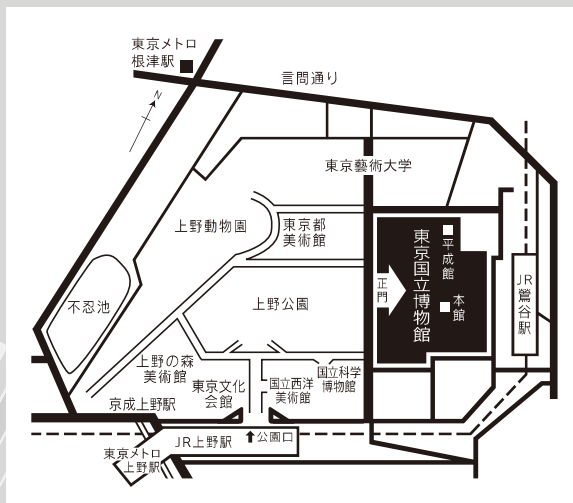 東京メトロ
根津駅
言問通り
N
東京藝術大学
上野動物園
東京都
美術館
平成館
東京国立博物館
正門
本館
JR鶯谷駅
不忍池
上野公園
上野の森
美術館
国立科学
博物館
東京文化
会館
国立西洋
美術館
京成上野駅
JR上野駅
公園口
東京メトロ
上野駅